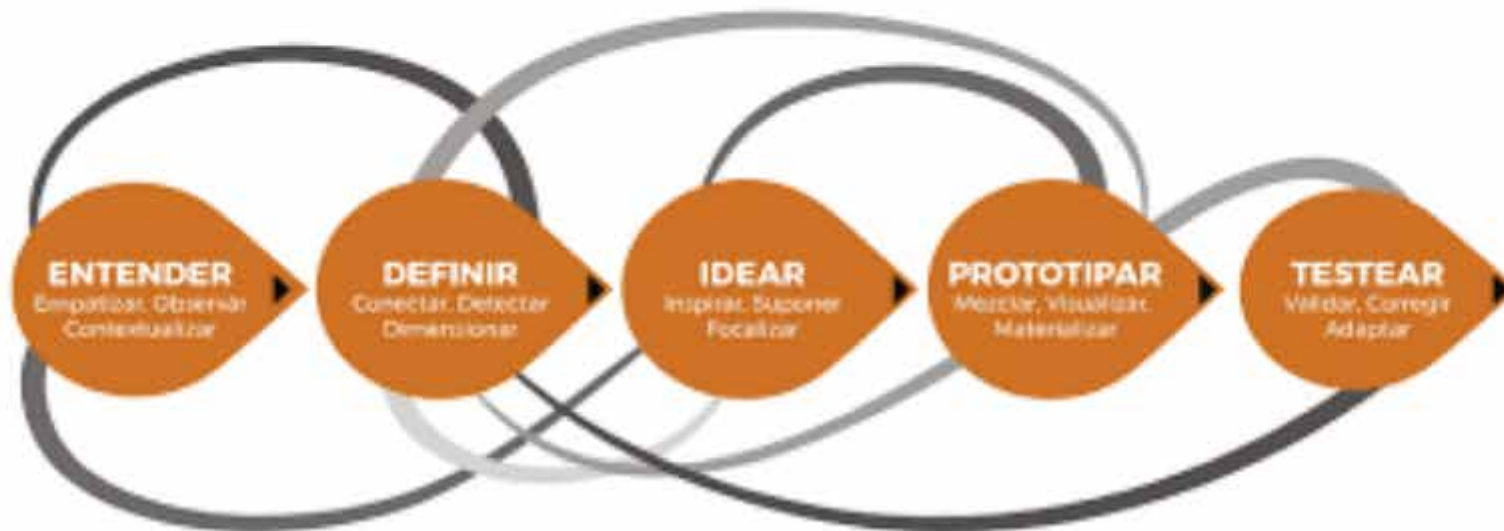 ENTENDER
Empatizar, Observar
Contextualizar
DEFINIR
Conectar, Detectar
Dimensionar
IDEAR
Inspirar, Suponer
Focalizar
PROTOTIPAR
Mezclar, Visualizar,
Materializar
TESTEAR
Validar, Corregir
Adaptar